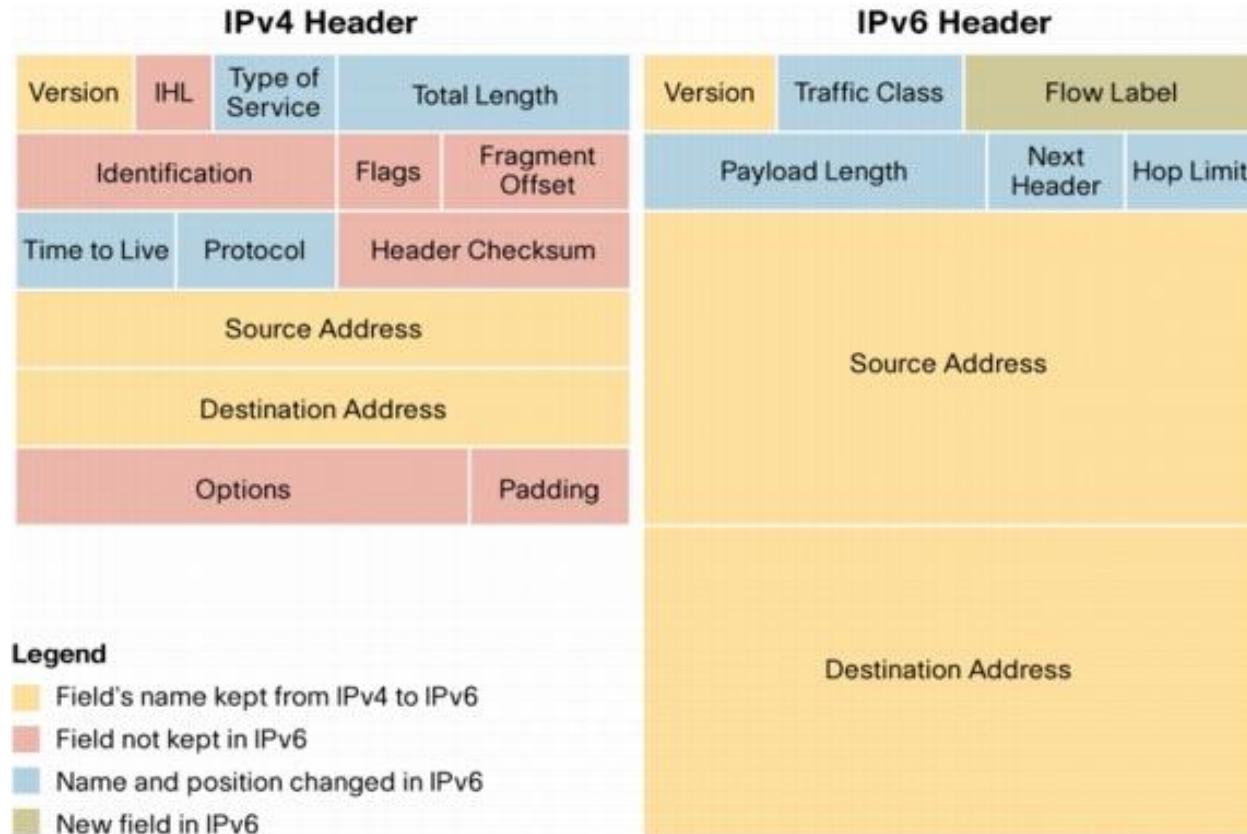 IPv4 Header
IPv6 Header
Version
IHL
Type of
Service
Total Length
Version
Traffic Class
Flow Label
Identification
Flags
Fragment
Offset
Payload Length
Next
Header
Hop Limit
Time to Live
Protocol
Header Checksum
Source Address
Source Address
Destination Address
Options
Padding
Destination Address
Legend
Field's name kept from IPv4 to IPv6
Field not kept in IPv6
Name and position changed in IPv6
New field in IPv6